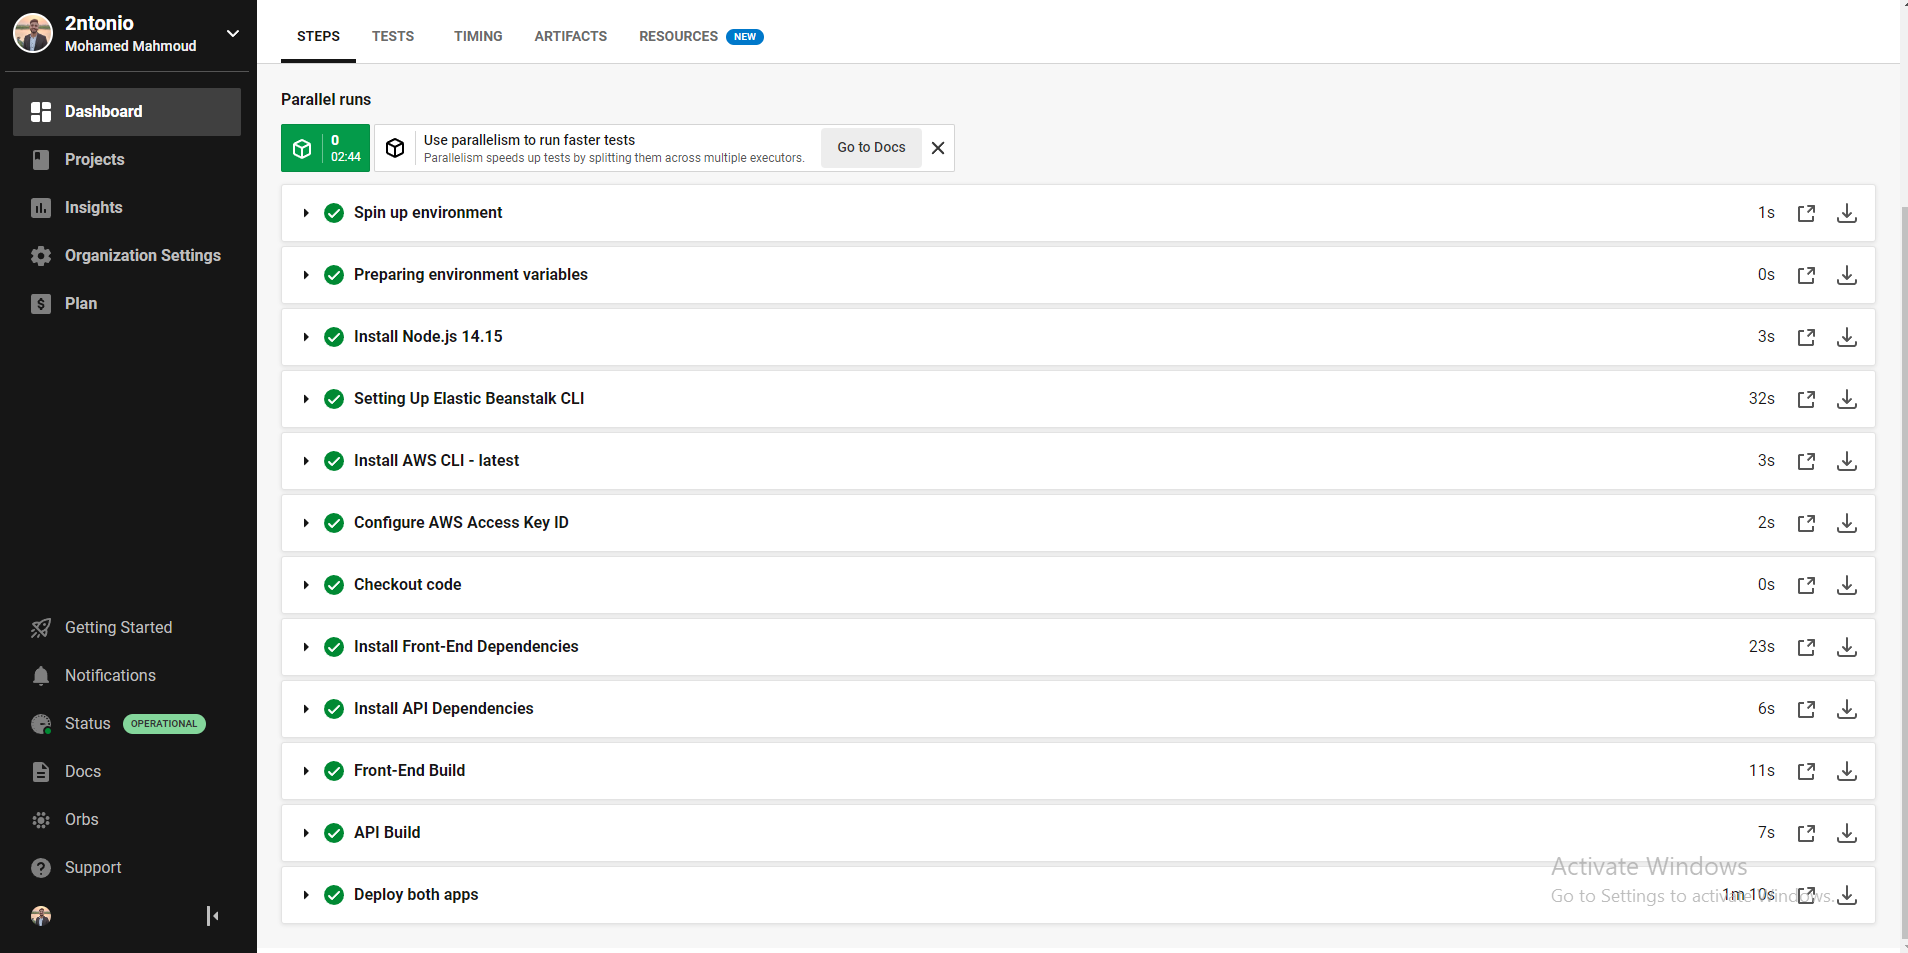 2ntonio
Mohamed Mahmoud
Dashboard
Projects
Insights
Organization Settings
Plan
Getting Started
Notifications
Status OPERATIONAL
Docs
Orbs
Support
STEPS TESTS TIMING ARTIFACTS RESOURCES NEW
Parallel runs
0
02:44
Use parallelism to run faster tests
Parallelism speeds up tests by splitting them across multiple executors.
Go to Docs
Spin up environment 1s
Preparing environment variables 0s
Install Node.js 14.15 3s
Setting Up Elastic Beanstalk CLI 32s
Install AWS CLI - latest 3s
Configure AWS Access Key ID 2s
Checkout code 0s
Install Front-End Dependencies 23s
Install API Dependencies 6s
Front-End Build 11s
API Build 7s
Deploy both apps 1m 10s
Activate Windows
Go to Settings to activate Windows.